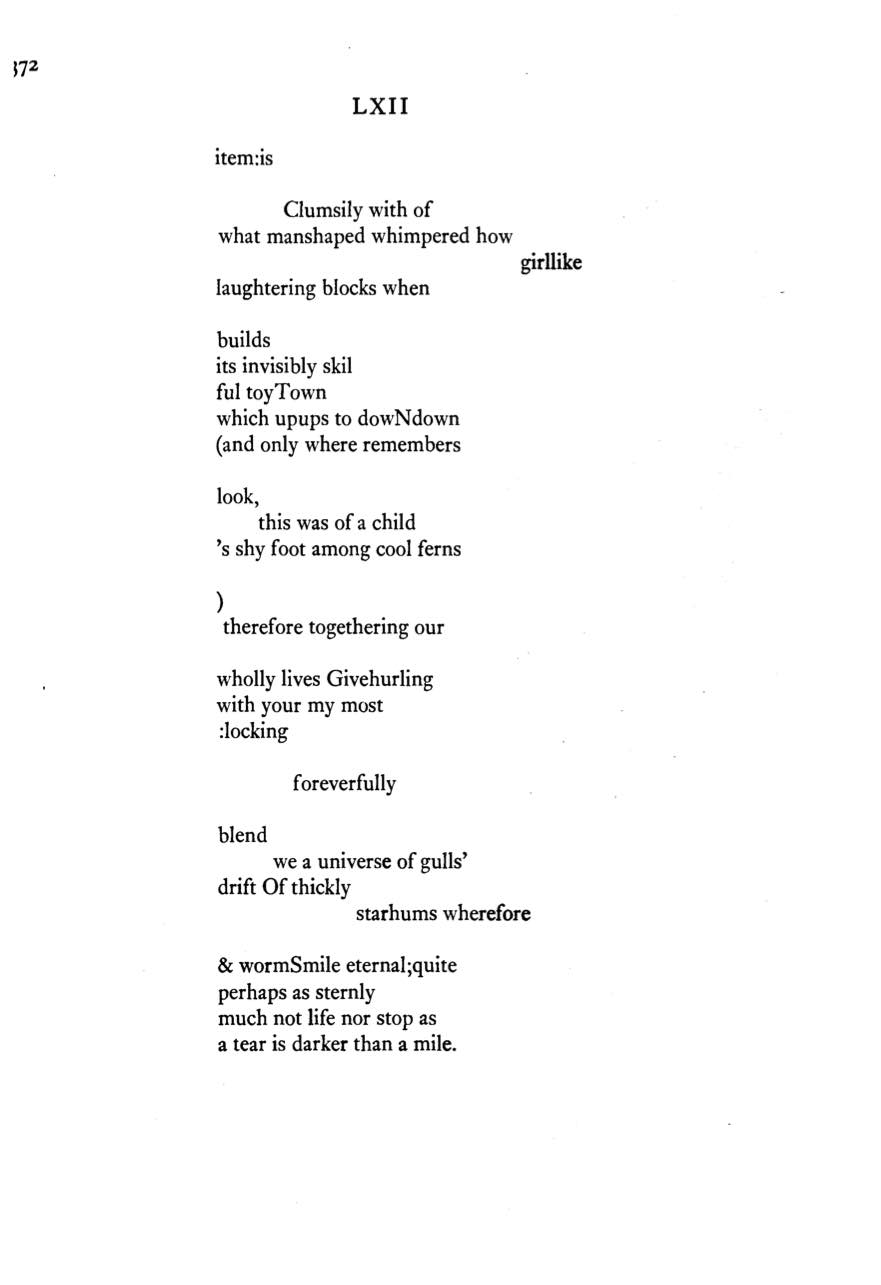 372
LXII
item:is
Clumsily with of
what manshaped whimpered how
girllike
laughtering blocks when
builds
its invisibly skil
ful toyTown
which upups to dowNdown
(and only where remembers
look,
this was of a child
's shy foot among cool ferns
)
therefore togethering our
wholly lives Givehurling
with your my most
:locking
foreverfully
blend
we a universe of gulls'
drift Of thickly
starhums wherefore
& wormSmile eternal;quite
perhaps as sternly
much not life nor stop as
a tear is darker than a mile.